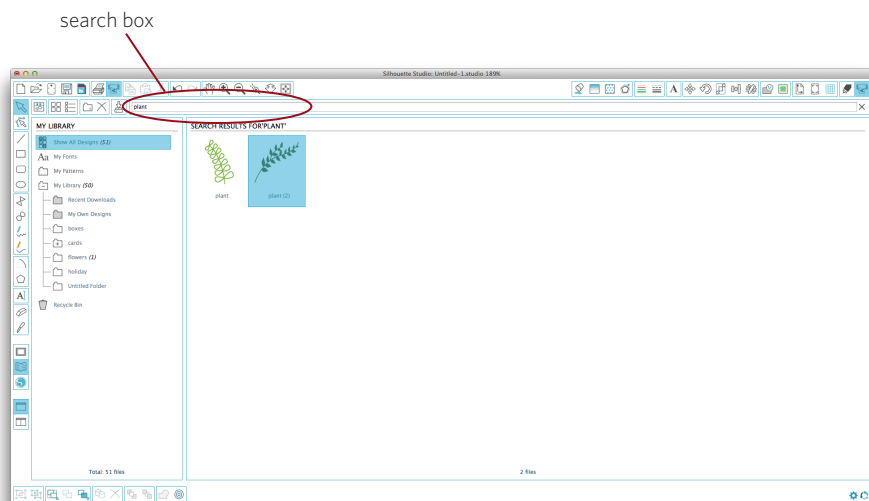 search box
Silhouette Studio: Untitled-1.studio 189%
A
plant
MY LIBRARY
SEARCH RESULTS FOR'PLANT'
Show All Designs (51)
Aa My Fonts
My Patterns
My Library (50)
Recent Downloads
My Own Designs
boxes
cards
flowers (1)
holiday
Untitled Folder
Recycle Bin
plant
plant (2)
A
Total: 51 files
2 files